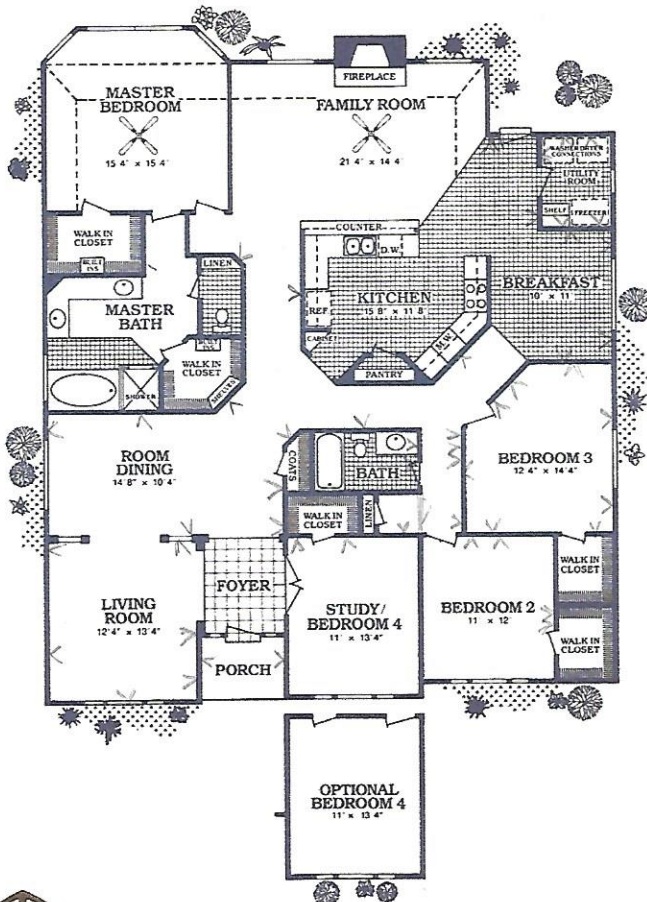 FIREPLACE
MASTER
BEDROOM
15' 4" x 15' 4"
FAMILY ROOM
21' 4" x 14' 4"
WASHER DRYER
CONNECTIONS
UTILITY
ROOM
SHELF
FREEZER
WALK IN
CLOSET
BUILT
INS
COUNTER
D.W.
LINEN
KITCHEN
15' 8" x 11' 8"
REF
BREAKFAST
10' x 11'
MASTER
BATH
CABINET
M.W.
BUILT
INS
WALK IN
CLOSET
SHELVES
SHOWER
PANTRY
ROOM
DINING
14' 8" x 10' 4"
COATS
BATH
BEDROOM 3
12' 4" x 14' 4"
WALK IN
CLOSET
LINEN
FOYER
LIVING
ROOM
12' 4" x 13' 4"
STUDY/
BEDROOM 4
11' x 13' 4"
BEDROOM 2
11' x 12'
WALK IN
CLOSET
WALK IN
CLOSET
PORCH
OPTIONAL
BEDROOM 4
11' x 13' 4"